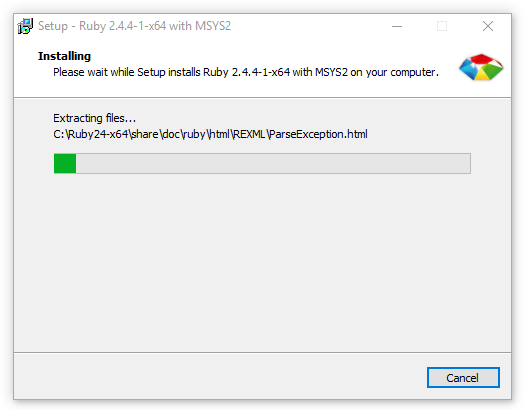 Setup - Ruby 2.4.4-1-x64 with MSYS2
Installing
Please wait while Setup installs Ruby 2.4.4-1-x64 with MSYS2 on your computer.
Extracting files...
C:\Ruby24-x64\share\doc\ruby\html\REXML\ParseException.html
Cancel